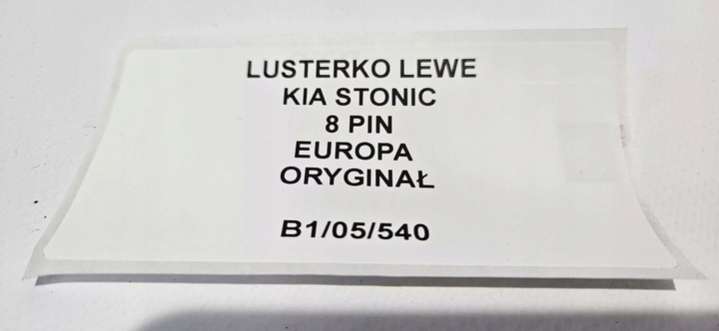 LUSTERKO LEWE
KIA STONIC
8 PIN
EUROPA
ORYGINAŁ
B1/05/540